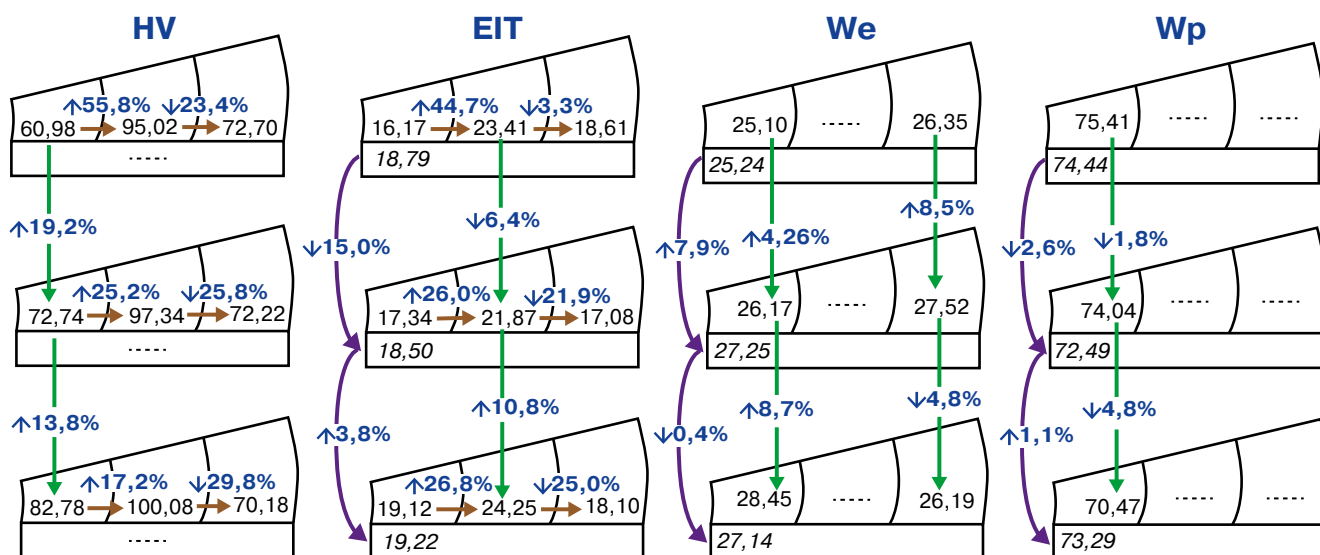 HV EIT We Wp
↑55,8% ↓23,4%
60,98 95,02 72,70
-----
↑44,7% ↓3,3%
16,17 23,41 18,61
18,79
25,10 ----- 26,35
25,24
75,41 ----- -----
74,44
↑19,2%
↓15,0% ↓6,4%
↑7,9% ↑4,26% ↑8,5%
↓2,6% ↓1,8%
↑25,2% ↓25,8%
72,74 97,34 72,22
-----
↑26,0% ↓21,9%
17,34 21,87 17,08
18,50
26,17 ----- 27,52
27,25
74,04 ----- -----
72,49
↑13,8%
↑3,8% ↑10,8%
↓0,4% ↑8,7% ↓4,8%
↑1,1% ↓4,8%
↑17,2% ↓29,8%
82,78 100,08 70,18
-----
↑26,8% ↓25,0%
19,12 24,25 18,10
19,22
28,45 ----- 26,19
27,14
70,47 ----- -----
73,29